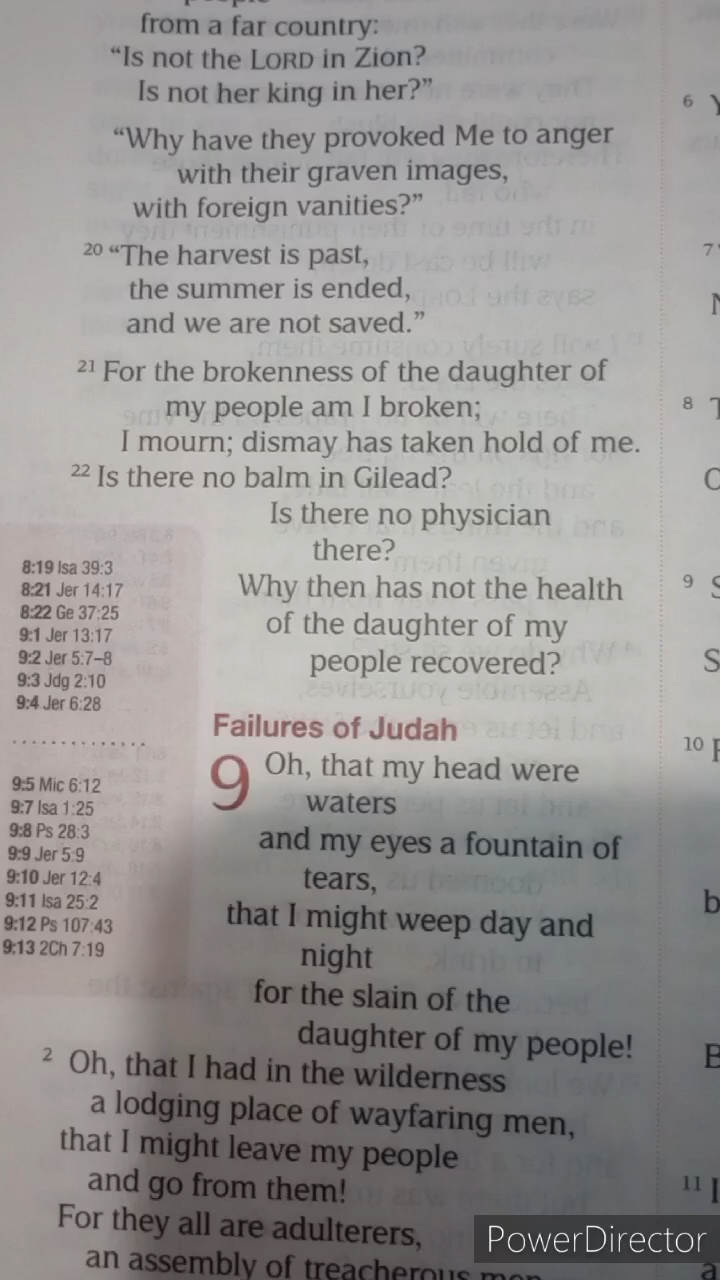 from a far country:
“Is not the LORD in Zion?
Is not her king in her?”
“Why have they provoked Me to anger
with their graven images,
with foreign vanities?”
20 “The harvest is past,
the summer is ended,
and we are not saved.”
21 For the brokenness of the daughter of
my people am I broken;
I mourn; dismay has taken hold of me.
22 Is there no balm in Gilead?
Is there no physician
there?
Why then has not the health
of the daughter of my
people recovered?
Failures of Judah
9 Oh, that my head were
waters
and my eyes a fountain of
tears,
that I might weep day and
night
for the slain of the
daughter of my people!
2 Oh, that I had in the wilderness
a lodging place of wayfaring men,
that I might leave my people
and go from them!
For they all are adulterers,
an assembly of treacherous men
8:19 Isa 39:3
8:21 Jer 14:17
8:22 Ge 37:25
9:1 Jer 13:17
9:2 Jer 5:7–8
9:3 Jdg 2:10
9:4 Jer 6:28
9:5 Mic 6:12
9:7 Isa 1:25
9:8 Ps 28:3
9:9 Jer 5:9
9:10 Jer 12:4
9:11 Isa 25:2
9:12 Ps 107:43
9:13 2Ch 7:19
6
7
8
9
10
11
PowerDirector